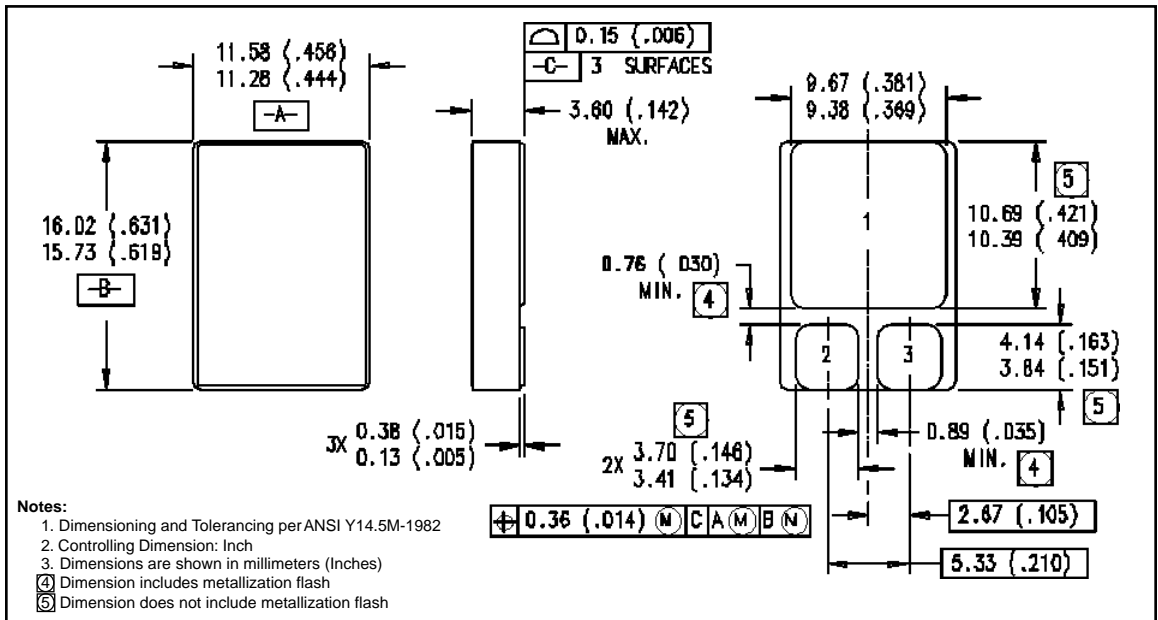 11.58 (.456)
11.28 (.444)
-A-
16.02 (.631)
15.73 (.619)
-B-
⌓ 0.15 (.006)
-C- 3 SURFACES
3.60 (.142)
MAX.
3X 0.38 (.015)
0.13 (.005)
9.67 (.381)
9.38 (.369)
5
10.69 (.421)
10.39 ( 409)
1
0.76 ( 030)
MIN. 4
2
3
4.14 (.163)
3.84 (.151)
5
5
2X 3.70 (.146)
3.41 (.134)
0.89 (.035)
MIN. 4
⌖ 0.36 (.014) Ⓜ C A Ⓜ B Ⓜ
2.67 (.105)
5.33 (.210)
Notes:
1. Dimensioning and Tolerancing per ANSI Y14.5M-1982
2. Controlling Dimension: Inch
3. Dimensions are shown in millimeters (Inches)
4 Dimension includes metallization flash
5 Dimension does not include metallization flash